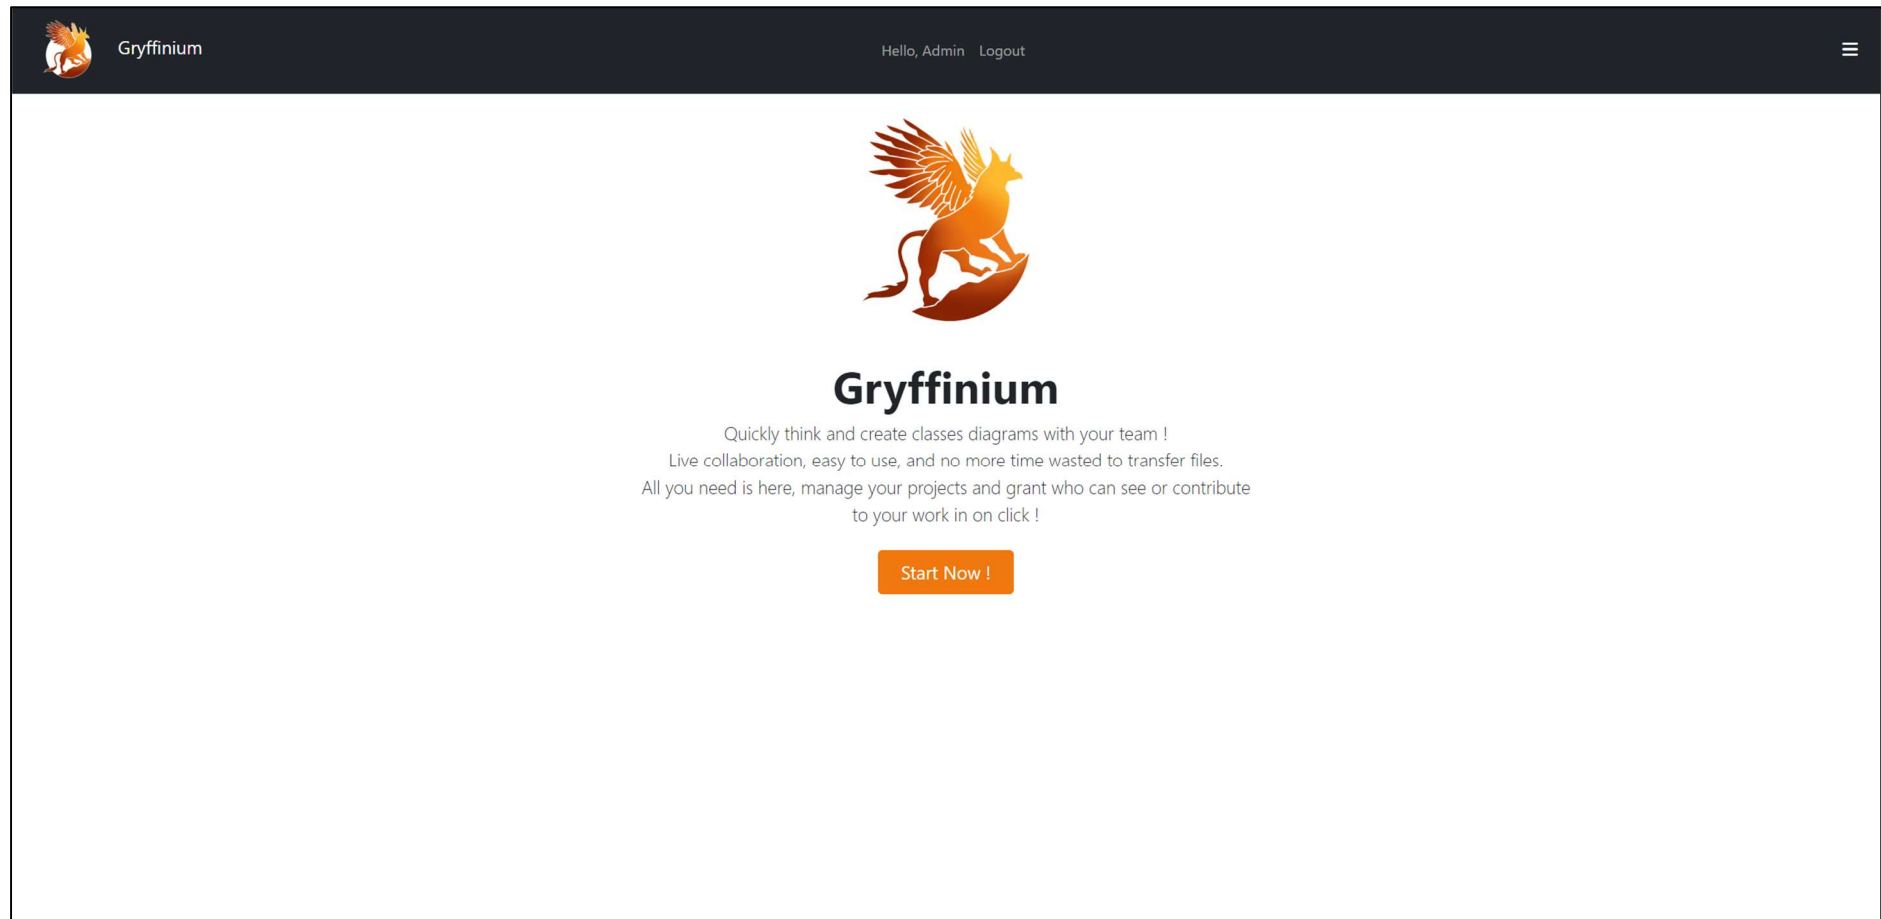 Gryffinium
Hello, Admin Logout
Gryffinium
Quickly think and create classes diagrams with your team !
Live collaboration, easy to use, and no more time wasted to transfer files.
All you need is here, manage your projects and grant who can see or contribute
to your work in on click !
Start Now !